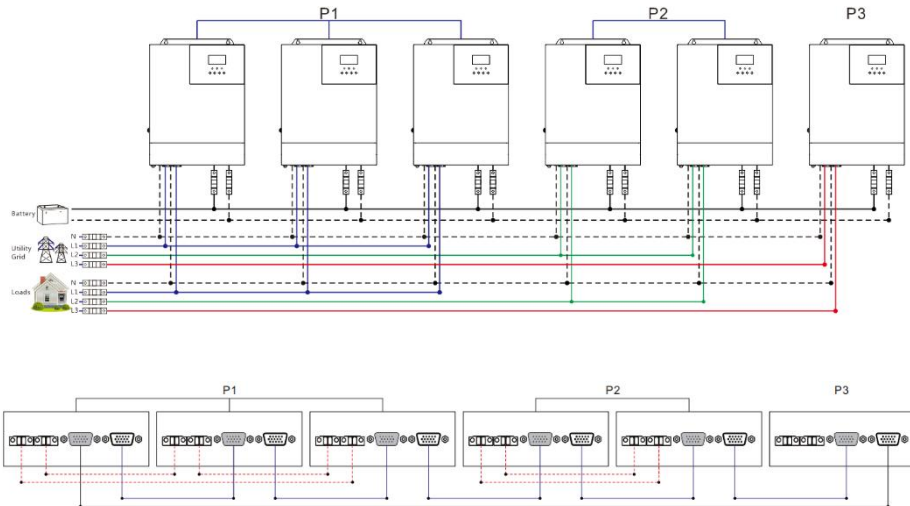 P1 P2 P3
Battery
N
L1
Utility Grid
L2
L3
N
Loads
L1
L2
L3
P1 P2 P3